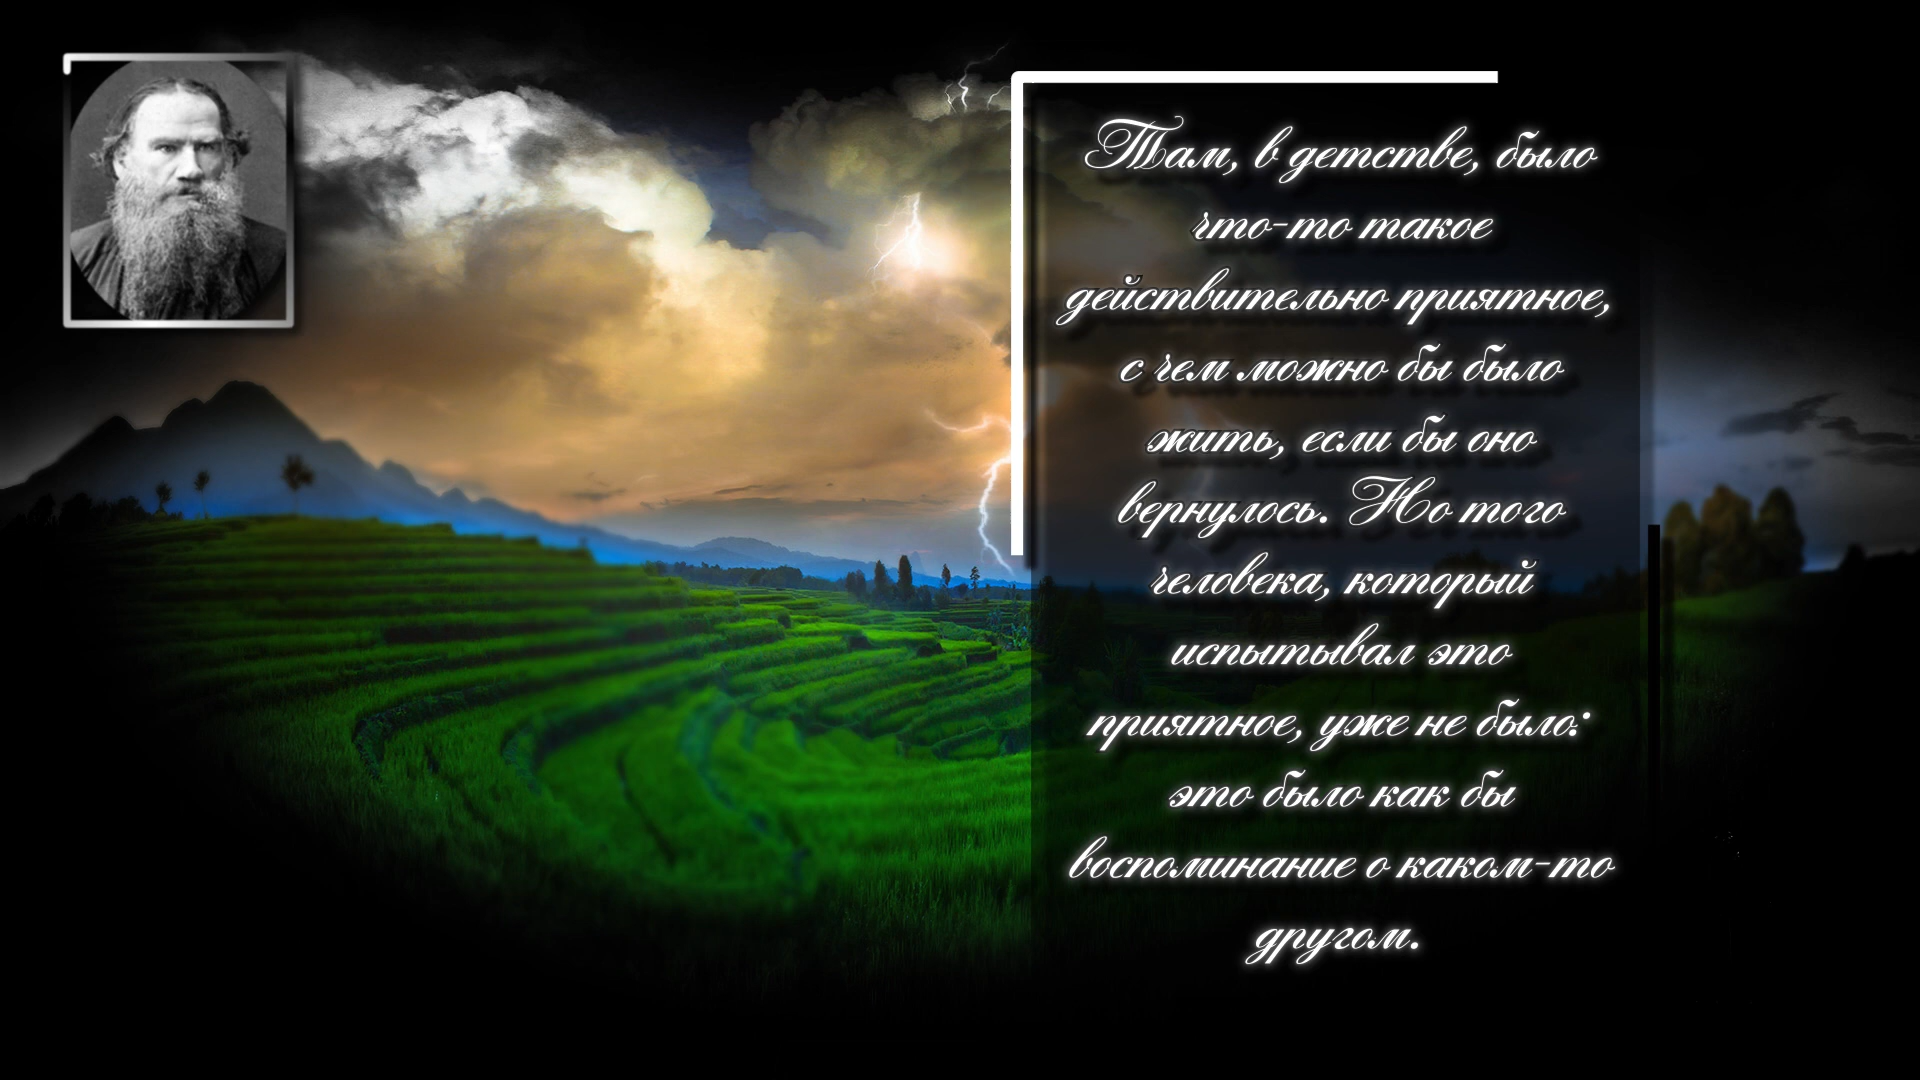 Там, в детстве, было
что-то такое
действительно приятное,
с чем можно бы было
жить, если бы оно
вернулось. Но того
человека, который
испытывал это
приятное, уже не было:
это было как бы
воспоминание о каком-то
другом.